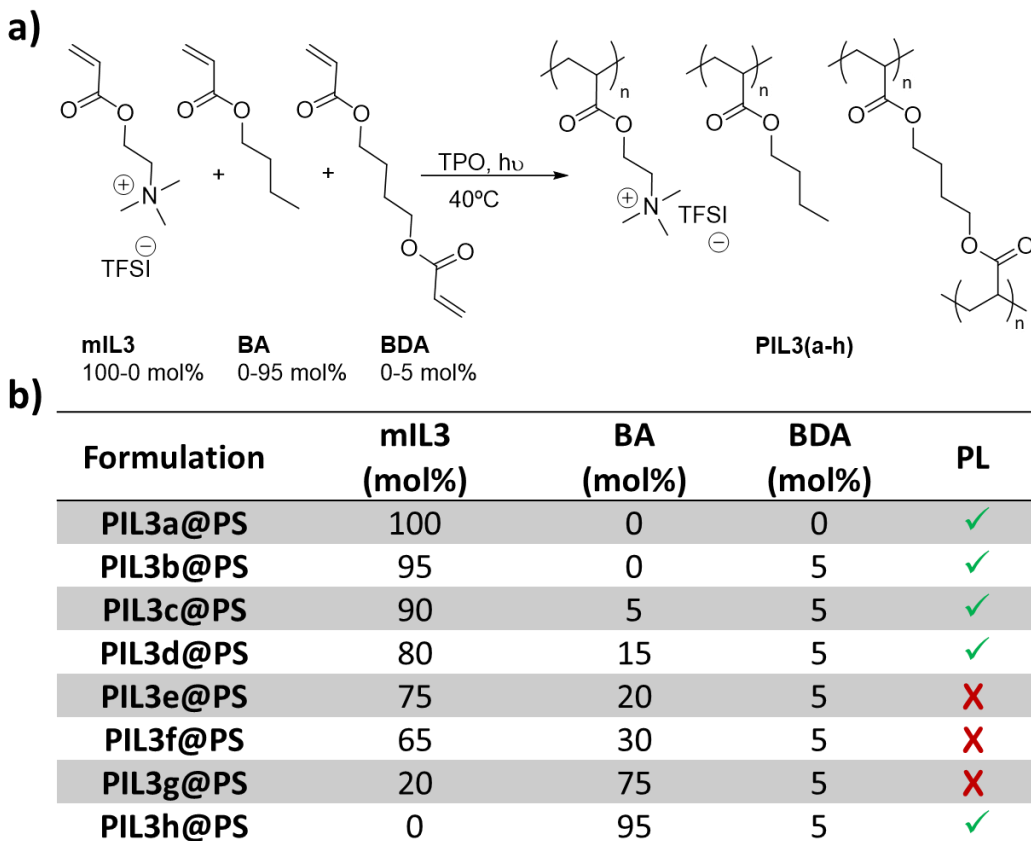 a)
O O + N TFSI −
+
O O
+
O O O O
TPO, hυ
40ºC
n O O + N TFSI −
n O O
n O O O O n
mIL3 BA BDA PIL3(a-h)
100-0 mol% 0-95 mol% 0-5 mol%
b)
Formulation mIL3 (mol%) BA (mol%) BDA (mol%) PL
PIL3a@PS 100 0 0 ✓
PIL3b@PS 95 0 5 ✓
PIL3c@PS 90 5 5 ✓
PIL3d@PS 80 15 5 ✓
PIL3e@PS 75 20 5 X
PIL3f@PS 65 30 5 X
PIL3g@PS 20 75 5 X
PIL3h@PS 0 95 5 ✓